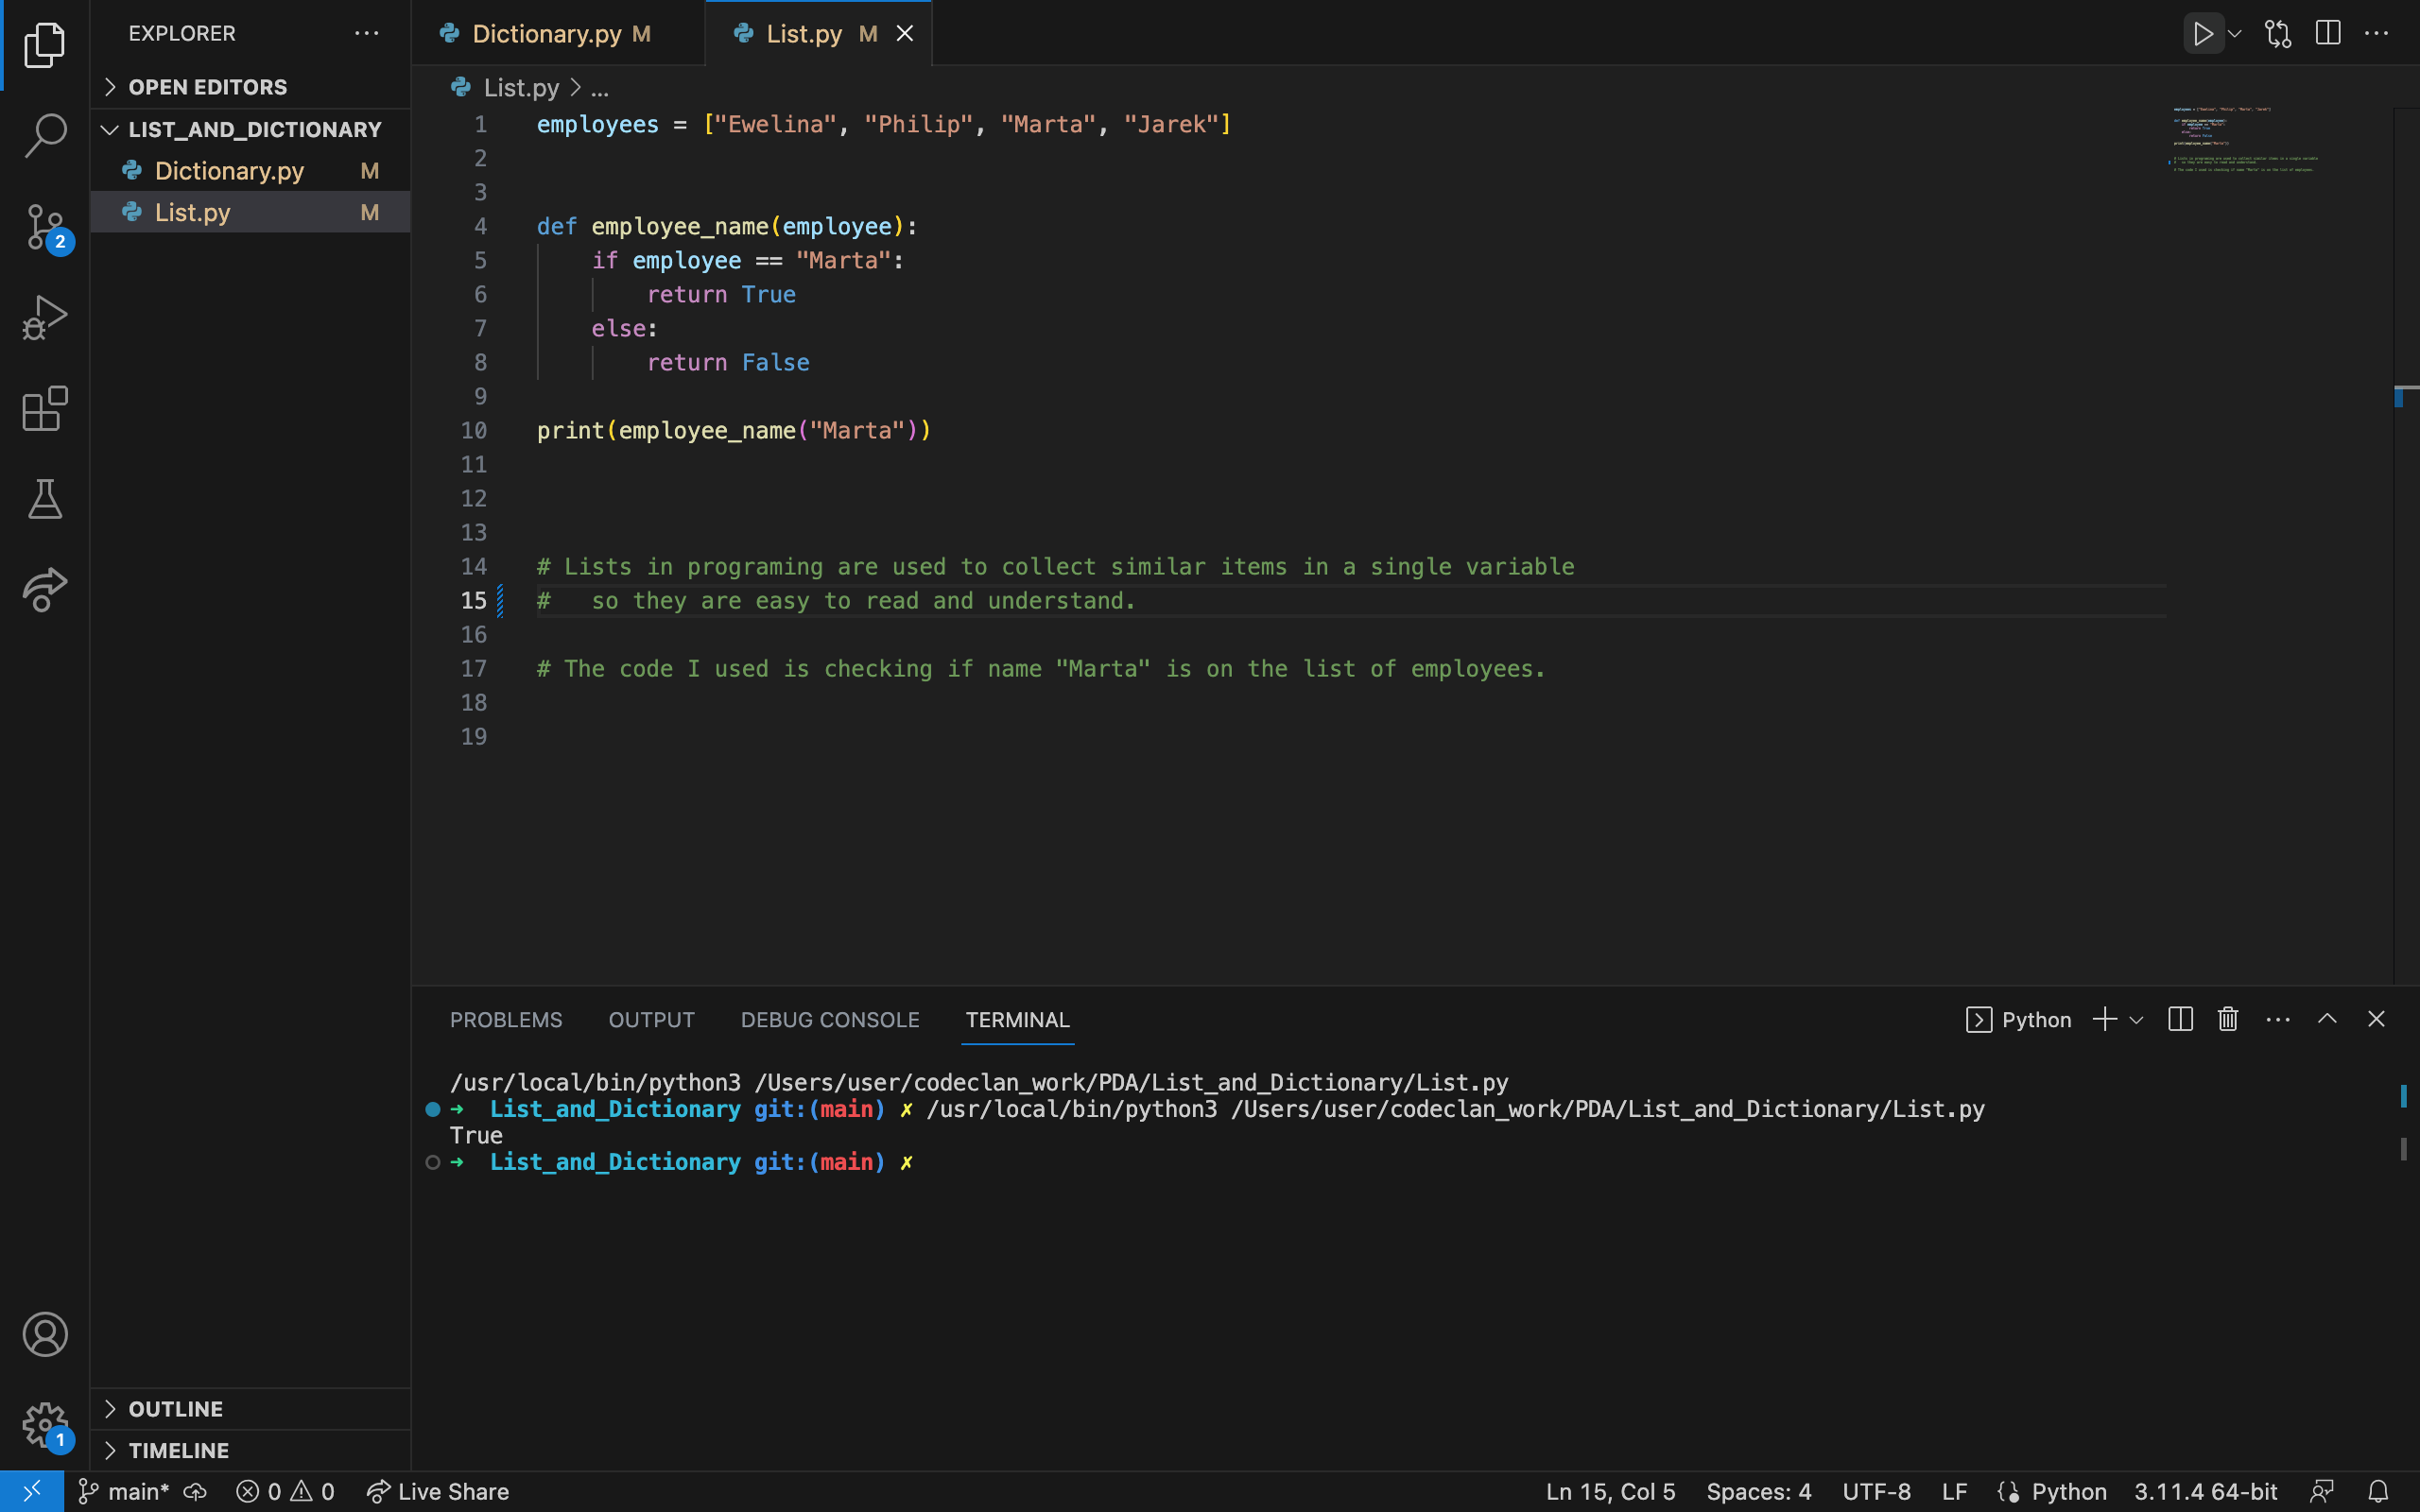 EXPLORER
OPEN EDITORS
LIST_AND_DICTIONARY
Dictionary.py M
List.py M
2
OUTLINE
TIMELINE
1
Dictionary.py M
List.py M
List.py > ...
1 employees = ["Ewelina", "Philip", "Marta", "Jarek"]
2
3
4 def employee_name(employee):
5     if employee == "Marta":
6         return True
7     else:
8         return False
9
10 print(employee_name("Marta"))
11
12
13
14 # Lists in programing are used to collect similar items in a single variable
15 #   so they are easy to read and understand.
16
17 # The code I used is checking if name "Marta" is on the list of employees.
18
19
PROBLEMS OUTPUT DEBUG CONSOLE TERMINAL Python
/usr/local/bin/python3 /Users/user/codeclan_work/PDA/List_and_Dictionary/List.py
➜ List_and_Dictionary git:(main) ✗ /usr/local/bin/python3 /Users/user/codeclan_work/PDA/List_and_Dictionary/List.py
True
➜ List_and_Dictionary git:(main) ✗
main* 0 0 Live Share Ln 15, Col 5 Spaces: 4 UTF-8 LF Python 3.11.4 64-bit